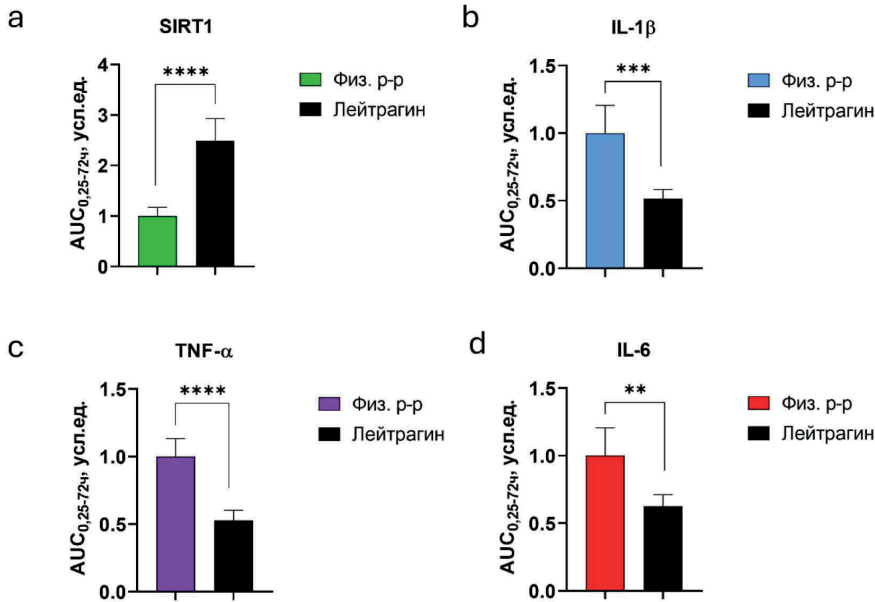 a
SIRT1
AUC0,25-72ч, усл.ед.
4
3
2
1
0
****
Физ. р-р
Лейтрагин
b
IL-1β
AUC0,25-72ч, усл.ед.
1.5
1.0
0.5
0.0
***
Физ. р-р
Лейтрагин
c
TNF-α
AUC0,25-72ч, усл.ед.
1.5
1.0
0.5
0.0
****
Физ. р-р
Лейтрагин
d
IL-6
AUC0,25-72ч, усл.ед.
1.5
1.0
0.5
0.0
**
Физ. р-р
Лейтрагин